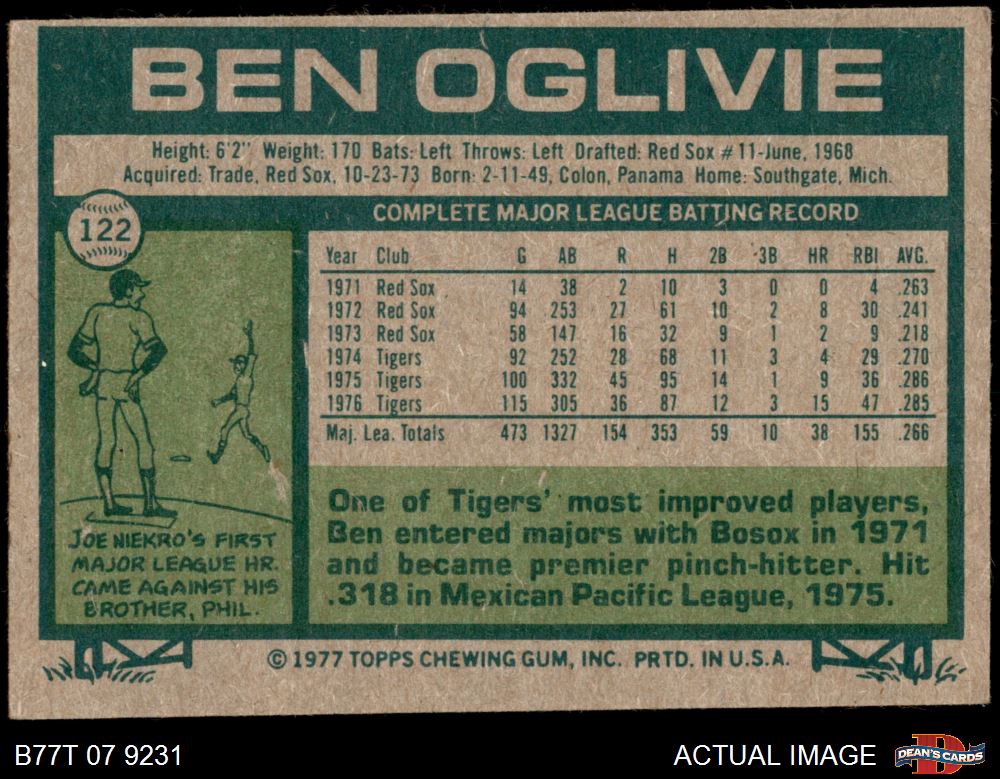 BEN OGLIVIE
Height: 6'2" Weight: 170 Bats: Left Throws: Left Drafted: Red Sox #11-June, 1968
Acquired: Trade, Red Sox, 10-23-73 Born: 2-11-49, Colon, Panama Home: Southgate, Mich.
122
COMPLETE MAJOR LEAGUE BATTING RECORD
Year Club G AB R H 2B 3B HR RBI AVG.
1971 Red Sox 14 38 2 10 3 0 0 4 .263
1972 Red Sox 94 253 27 61 10 2 8 30 .241
1973 Red Sox 58 147 16 32 9 1 2 9 .218
1974 Tigers 92 252 28 68 11 3 4 29 .270
1975 Tigers 100 332 45 95 14 1 9 36 .286
1976 Tigers 115 305 36 87 12 3 15 47 .285
Maj. Lea. Totals 473 1327 154 353 59 10 38 155 .266
JOE NIEKRO'S FIRST
MAJOR LEAGUE HR.
CAME AGAINST HIS
BROTHER, PHIL.
One of Tigers' most improved players,
Ben entered majors with Bosox in 1971
and became premier pinch-hitter. Hit
.318 in Mexican Pacific League, 1975.
© 1977 TOPPS CHEWING GUM, INC. PRTD. IN U.S.A.
B77T 07 9231
ACTUAL IMAGE
D
DEAN'S CARDS